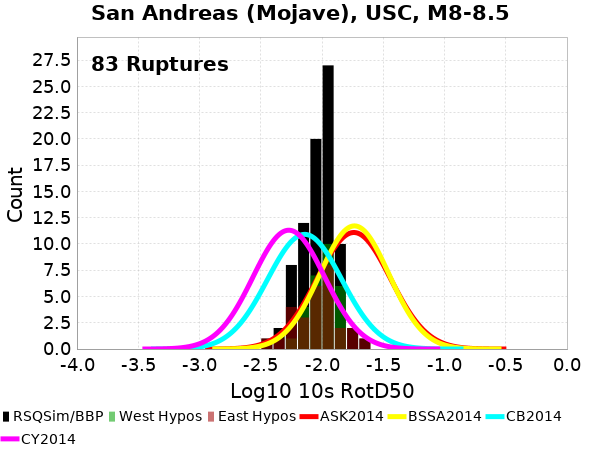 San Andreas (Mojave), USC, M8-8.5
83 Ruptures
Count
27.5
25.0
22.5
20.0
17.5
15.0
12.5
10.0
7.5
5.0
2.5
0.0
-4.0 -3.5 -3.0 -2.5 -2.0 -1.5 -1.0 -0.5 0.0
Log10 10s RotD50
RSQSim/BBP West Hypos East Hypos ASK2014 BSSA2014 CB2014
CY2014